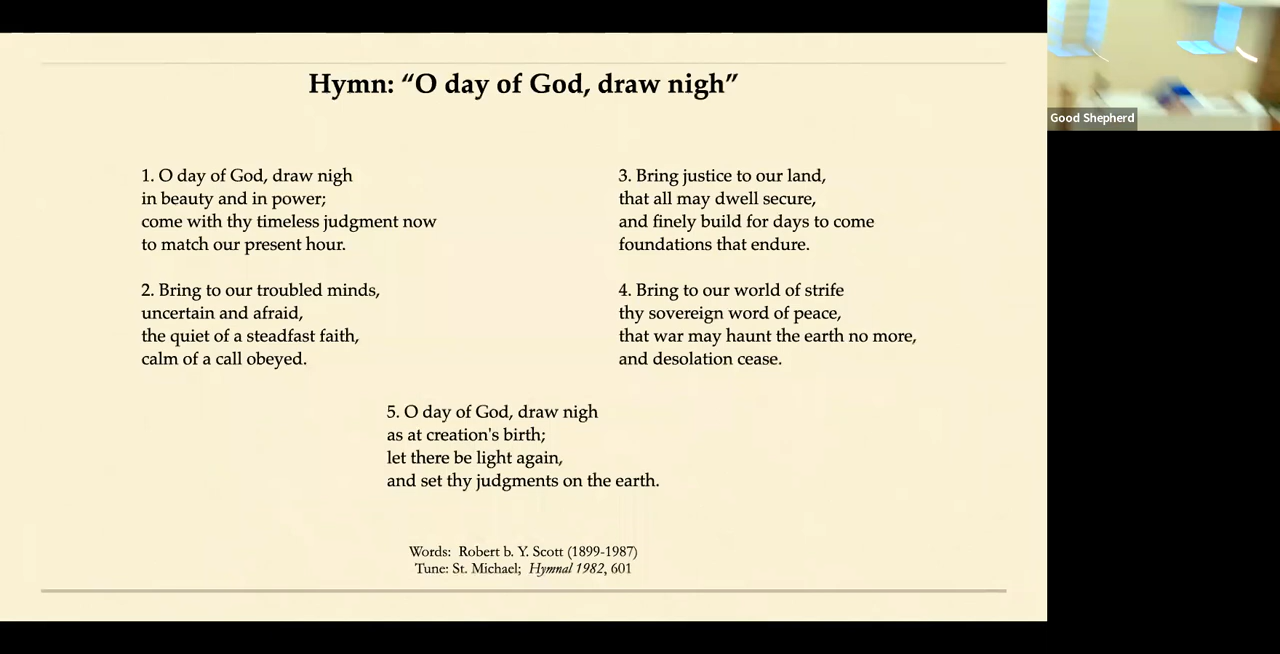 Hymn: “O day of God, draw nigh”
1. O day of God, draw nigh
in beauty and in power;
come with thy timeless judgment now
to match our present hour.
2. Bring to our troubled minds,
uncertain and afraid,
the quiet of a steadfast faith,
calm of a call obeyed.
3. Bring justice to our land,
that all may dwell secure,
and finely build for days to come
foundations that endure.
4. Bring to our world of strife
thy sovereign word of peace,
that war may haunt the earth no more,
and desolation cease.
5. O day of God, draw nigh
as at creation's birth;
let there be light again,
and set thy judgments on the earth.
Words: Robert b. Y. Scott (1899-1987)
Tune: St. Michael; Hymnal 1982, 601
Good Shepherd